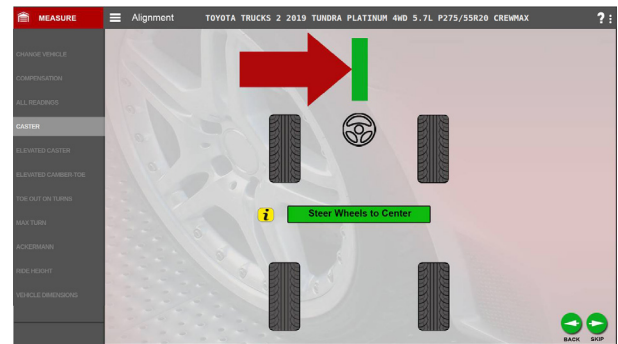 MEASURE
Alignment
TOYOTA TRUCKS 2 2019 TUNDRA PLATINUM 4WD 5.7L P275/55R20 CREWMAX
?
CHANGE VEHICLE
COMPENSATION
ALL READINGS
CASTER
ELEVATED CASTER
ELEVATED CAMBER-TOE
TOE OUT ON TURNS
MAX TURN
ACKERMANN
RIDE HEIGHT
VEHICLE DIMENSIONS
i
Steer Wheels to Center
BACK
SKIP